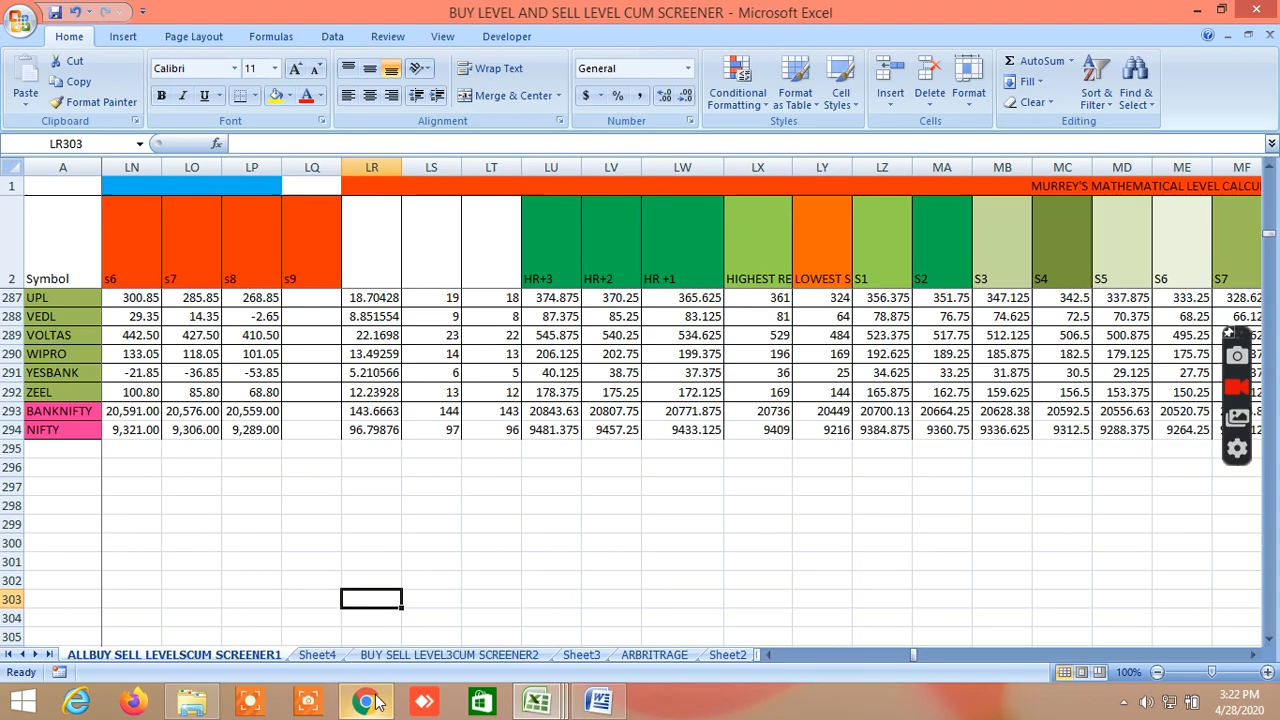 BUY LEVEL AND SELL LEVEL CUM SCREENER - Microsoft Excel
Home Insert Page Layout Formulas Data Review View Developer
Paste Cut Copy Format Painter Clipboard
Calibri 11 B I U A Font
Wrap Text Merge & Center Alignment
General $ % , Number
Conditional Formatting Format as Table Cell Styles Styles
Insert Delete Format Cells
AutoSum Fill Clear Sort & Filter Find & Select Editing
LR303 fx
A LN LO LP LQ LR LS LT LU LV LW LX LY LZ MA MB MC MD ME MF
1 MURREY'S MATHEMATICAL LEVEL CALCU
2 Symbol s6 s7 s8 s9 HR+3 HR+2 HR +1 HIGHEST RE LOWEST S S1 S2 S3 S4 S5 S6 S7
287 UPL 300.85 285.85 268.85 18.70428 19 18 374.875 370.25 365.625 361 324 356.375 351.75 347.125 342.5 337.875 333.25 328.62
288 VEDL 29.35 14.35 -2.65 8.851554 9 8 87.375 85.25 83.125 81 64 78.875 76.75 74.625 72.5 70.375 68.25 66.12
289 VOLTAS 442.50 427.50 410.50 22.1698 23 22 545.875 540.25 534.625 529 484 523.375 517.75 512.125 506.5 500.875 495.25
290 WIPRO 133.05 118.05 101.05 13.49259 14 13 206.125 202.75 199.375 196 169 192.625 189.25 185.875 182.5 179.125 175.75
291 YESBANK -21.85 -36.85 -53.85 5.210566 6 5 40.125 38.75 37.375 36 25 34.625 33.25 31.875 30.5 29.125 27.75
292 ZEEL 100.80 85.80 68.80 12.23928 13 12 178.375 175.25 172.125 169 144 165.875 162.75 159.625 156.5 153.375 150.25
293 BANKNIFTY 20,591.00 20,576.00 20,559.00 143.6663 144 143 20843.63 20807.75 20771.875 20736 20449 20700.13 20664.25 20628.38 20592.5 20556.63 20520.75
294 NIFTY 9,321.00 9,306.00 9,289.00 96.79876 97 96 9481.375 9457.25 9433.125 9409 9216 9384.875 9360.75 9336.625 9312.5 9288.375 9264.25
295
296
297
298
299
300
301
302
303
304
305
ALLBUY SELL LEVELSCUM SCREENER1 Sheet4 BUY SELL LEVEL3CUM SCREENER2 Sheet3 ARBITRAGE Sheet2
Ready 100%
3:22 PM
4/28/2020